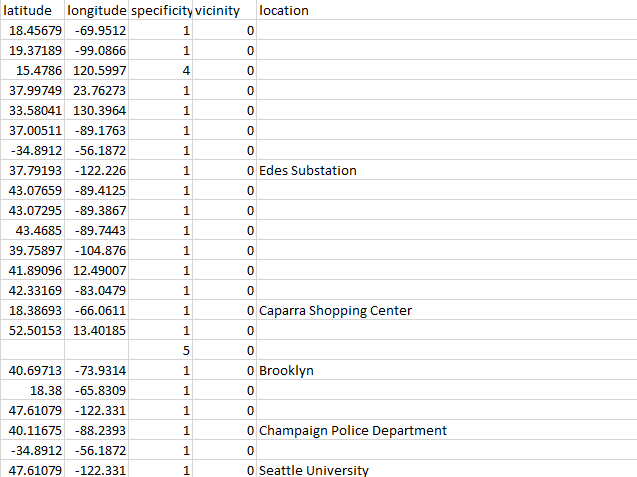 latitude longitude specificity vicinity location
18.45679 -69.9512 1 0
19.37189 -99.0866 1 0
15.4786 120.5997 4 0
37.99749 23.76273 1 0
33.58041 130.3964 1 0
37.00511 -89.1763 1 0
-34.8912 -56.1872 1 0
37.79193 -122.226 1 0 Edes Substation
43.07659 -89.4125 1 0
43.07295 -89.3867 1 0
43.4685 -89.7443 1 0
39.75897 -104.876 1 0
41.89096 12.49007 1 0
42.33169 -83.0479 1 0
18.38693 -66.0611 1 0 Caparra Shopping Center
52.50153 13.40185 1 0
5 0
40.69713 -73.9314 1 0 Brooklyn
18.38 -65.8309 1 0
47.61079 -122.331 1 0
40.11675 -88.2393 1 0 Champaign Police Department
-34.8912 -56.1872 1 0
47.61079 -122.331 1 0 Seattle University